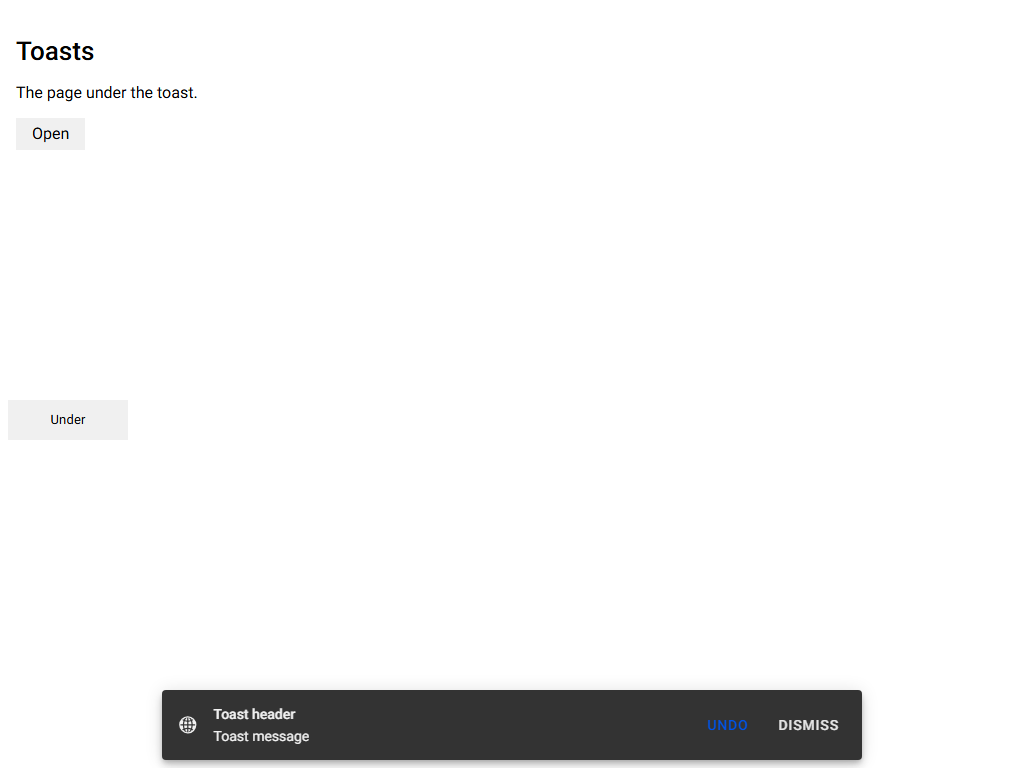 Toasts
The page under the toast.
Open
Under
Toast header
Toast message
UNDO
DISMISS